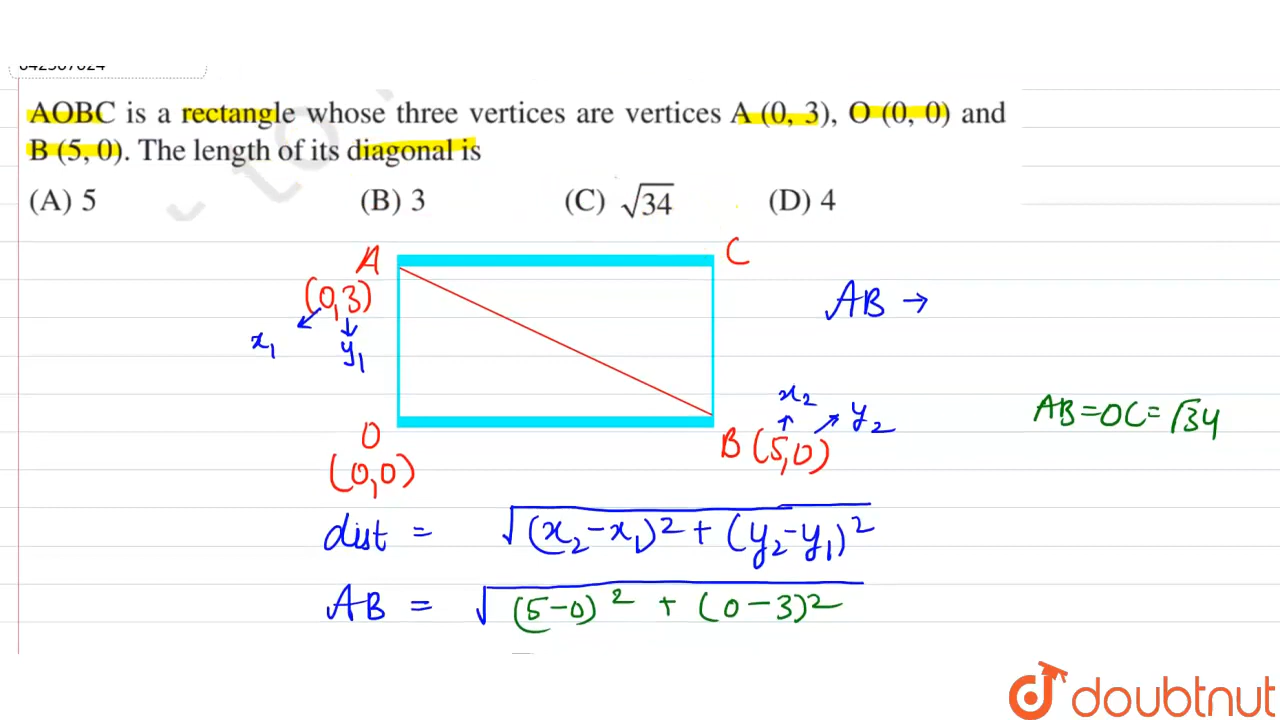 AOBC is a rectangle whose three vertices are vertices A (0, 3), O (0, 0) and
B (5, 0). The length of its diagonal is
(A) 5 (B) 3 (C) √34 (D) 4
A C
(0,3) AB →
x₁ y₁
x₂ y₂
AB=OC=√34
O B (5,0)
(0,0)
dist = √(x₂-x₁)² + (y₂-y₁)²
AB = √(5-0)² + (0-3)²
doubtnut